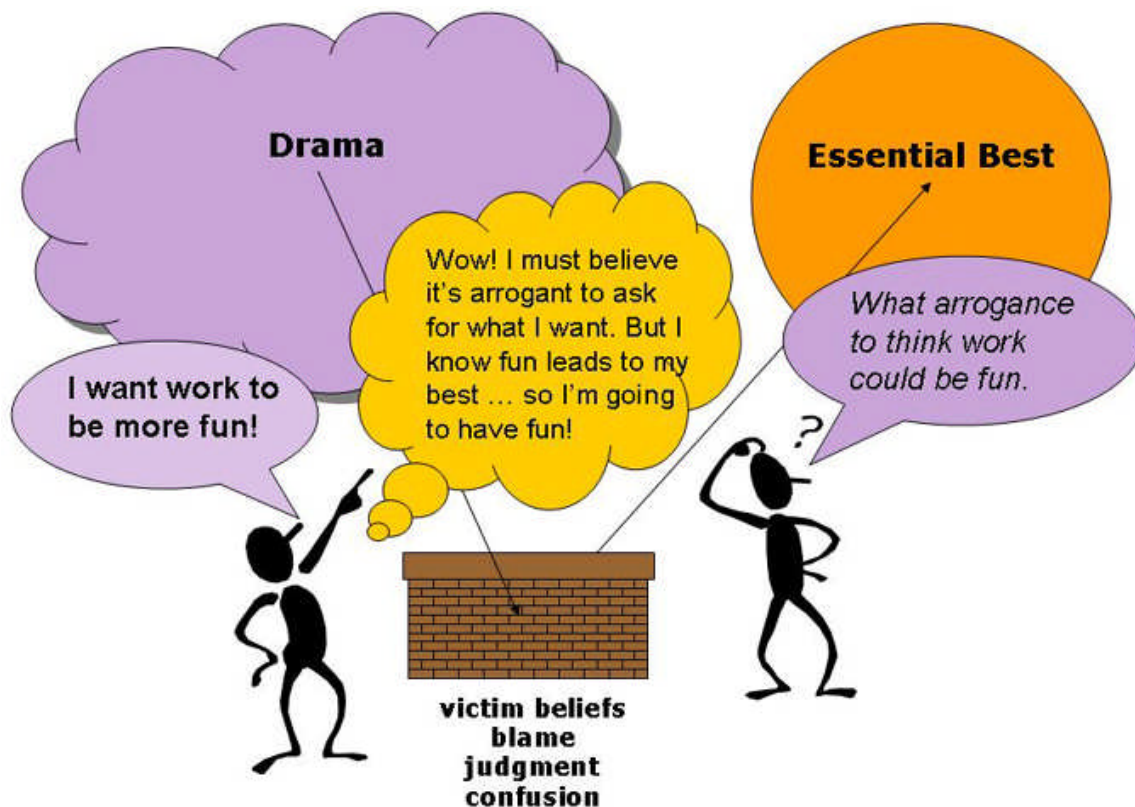 Drama
Essential Best
Wow! I must believe
it's arrogant to ask
for what I want. But I
know fun leads to my
best ... so I'm going
to have fun!
What arrogance
to think work
could be fun.
I want work to
be more fun!
?
victim beliefs
blame
judgment
confusion